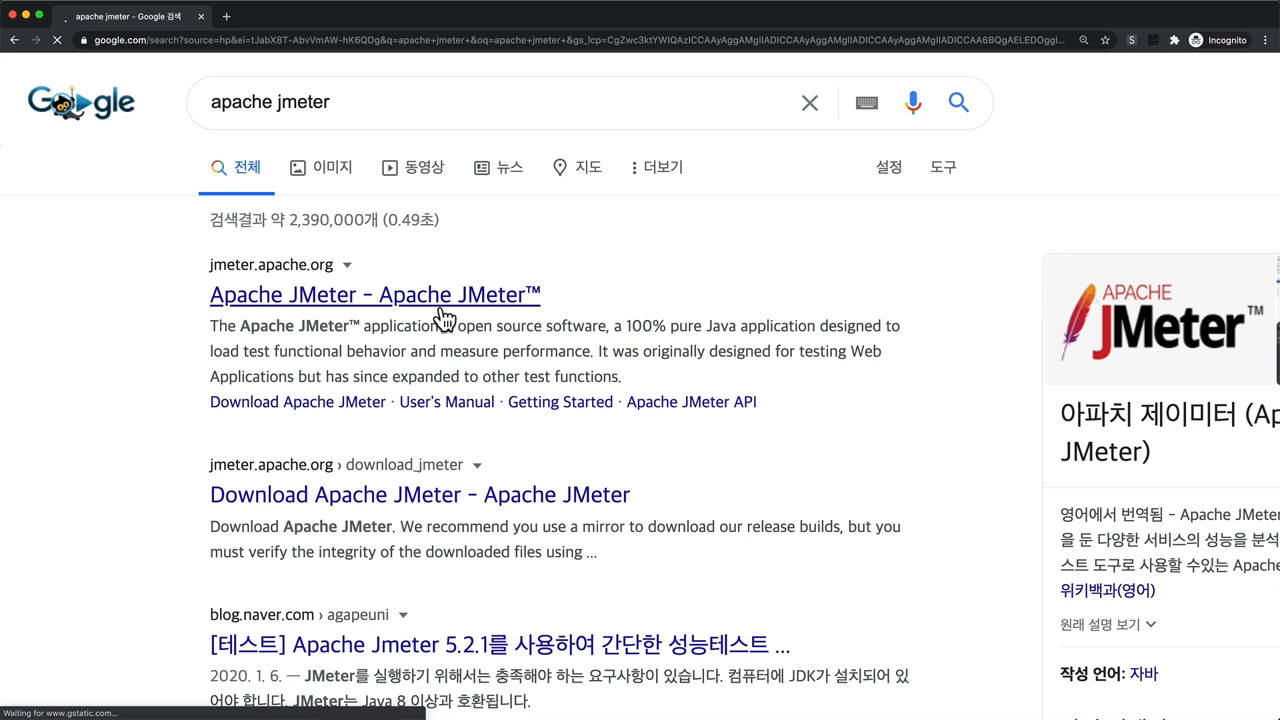 apache jmeter - Google 검색
google.com/search?source=hp&ei=tJabX8T-AbvVmAW-hK6QDg&q=apache+jmeter+&oq=apache+jmeter+&gs_lcp=CgZwc3ktYWIQAzICCAAyAggAMgIIADICCAAyAggAMgIIADICCAAyAggAMgIIADICCAA6BQgAELEDOggI...
Incognito
Google
apache jmeter
전체 이미지 동영상 뉴스 지도 더보기 설정 도구
검색결과 약 2,390,000개 (0.49초)
jmeter.apache.org
Apache JMeter - Apache JMeter™
The Apache JMeter™ application open source software, a 100% pure Java application designed to
load test functional behavior and measure performance. It was originally designed for testing Web
Applications but has since expanded to other test functions.
Download Apache JMeter · User's Manual · Getting Started · Apache JMeter API
jmeter.apache.org › download_jmeter
Download Apache JMeter - Apache JMeter
Download Apache JMeter. We recommend you use a mirror to download our release builds, but you
must verify the integrity of the downloaded files using ...
blog.naver.com › agapeuni
[테스트] Apache Jmeter 5.2.1를 사용하여 간단한 성능테스트 ...
2020. 1. 6. — JMeter를 실행하기 위해서는 충족해야 하는 요구사항이 있습니다. 컴퓨터에 JDK가 설치되어 있
어야 합니다. JMeter는 Java 8 이상과 호환됩니다.
APACHE
JMeter™
아파치 제이미터 (Ap
JMeter)
영어에서 번역됨 - Apache JMeter
을 둔 다양한 서비스의 성능을 분석
스트 도구로 사용할 수있는 Apache
위키백과(영어)
원래 설명 보기
작성 언어: 자바
Waiting for www.gstatic.com...